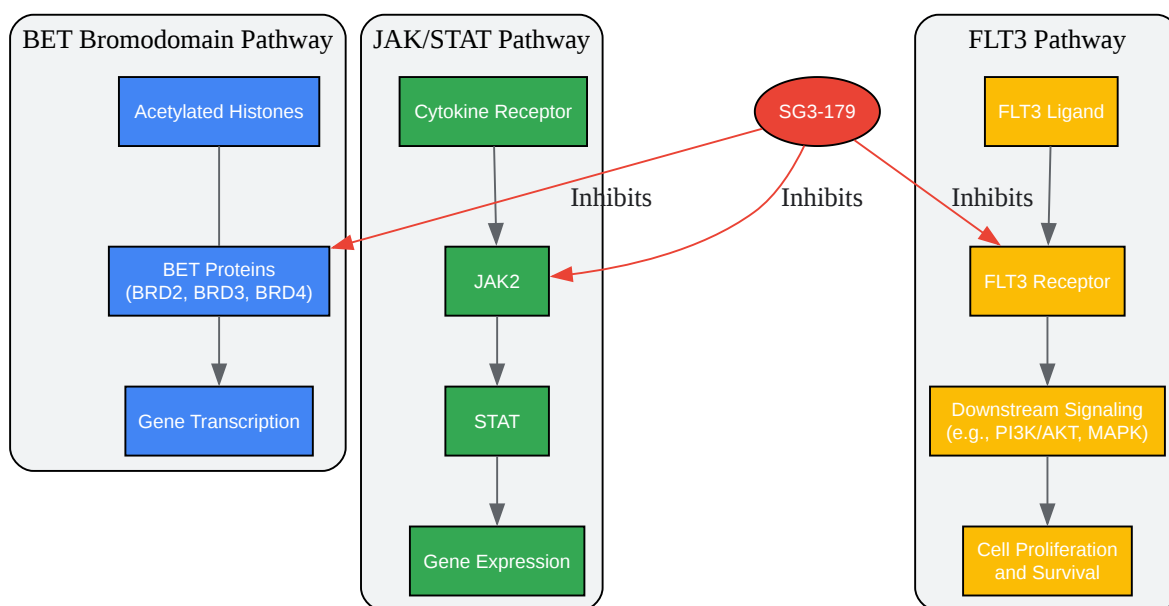 BET Bromodomain Pathway
Acetylated Histones
BET Proteins
(BRD2, BRD3, BRD4)
Gene Transcription
JAK/STAT Pathway
Cytokine Receptor
JAK2
STAT
Gene Expression
SG3-179
Inhibits
Inhibits
Inhibits
FLT3 Pathway
FLT3 Ligand
FLT3 Receptor
Downstream Signaling
(e.g., PI3K/AKT, MAPK)
Cell Proliferation
and Survival